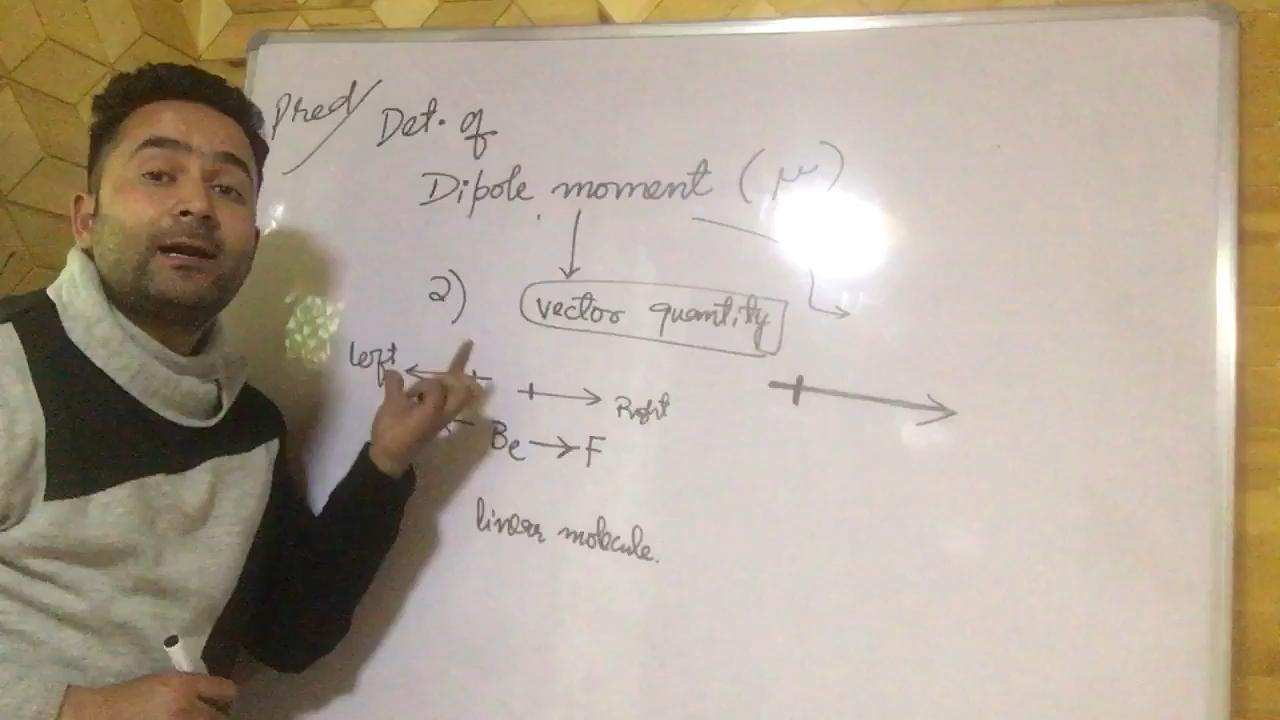 Pred/ Det. of
Dipole moment (μ)
2)
vector quantity
left
Right
Be → F
linear molecule.